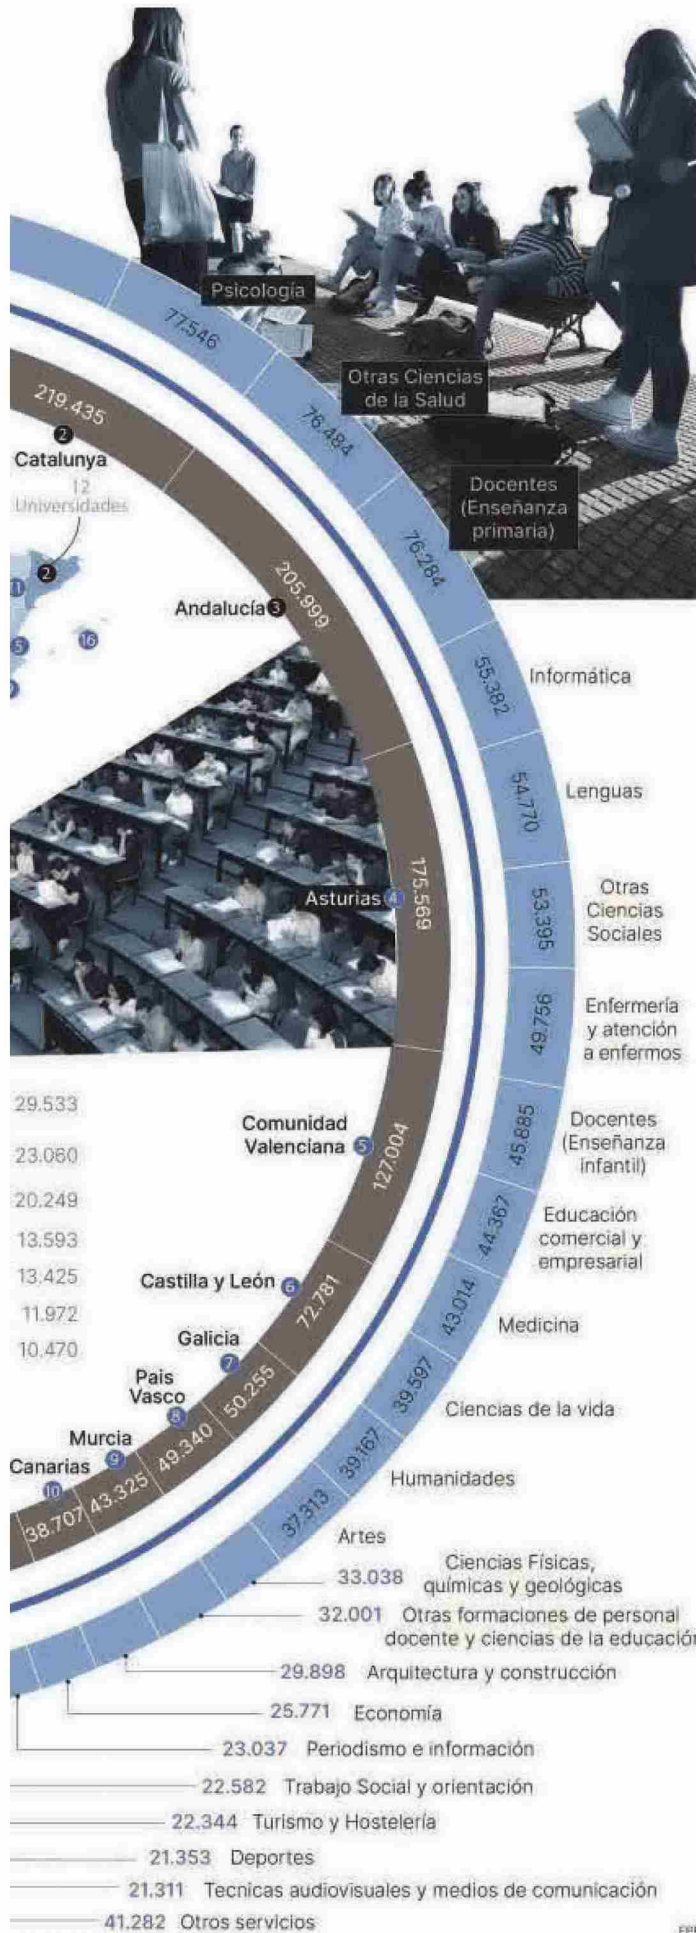 Psicología
77.546
Otras Ciencias
de la Salud
76.484
219.435
2
Catalunya
12
Universidades
Docentes
(Enseñanza
primaria)
76.284
2
1
205.999
Andalucía 3
16
5
55.382
Informática
54.770
Lenguas
175.569
Asturias 4
53.395
Otras
Ciencias
Sociales
49.756
Enfermería
y atención
a enfermos
29.533
23.060
20.249
13.593
13.425
11.972
10.470
Comunidad
Valenciana 5
127.004
45.885
Docentes
(Enseñanza
infantil)
44.367
Educación
comercial y
empresarial
Castilla y León 6
72.781
43.014
Medicina
Galicia
7
50.255
39.597
Ciencias de la vida
Pais
Vasco
8
49.340
39.167
Humanidades
Murcia
9
43.325
37.313
Artes
Canarias
10
38.707
33.038 Ciencias Físicas,
químicas y geológicas
32.001 Otras formaciones de personal
docente y ciencias de la educación
29.898 Arquitectura y construcción
25.771 Economía
23.037 Periodismo e información
22.582 Trabajo Social y orientación
22.344 Turismo y Hostelería
21.353 Deportes
21.311 Tecnicas audiovisuales y medios de comunicación
41.282 Otros servicios